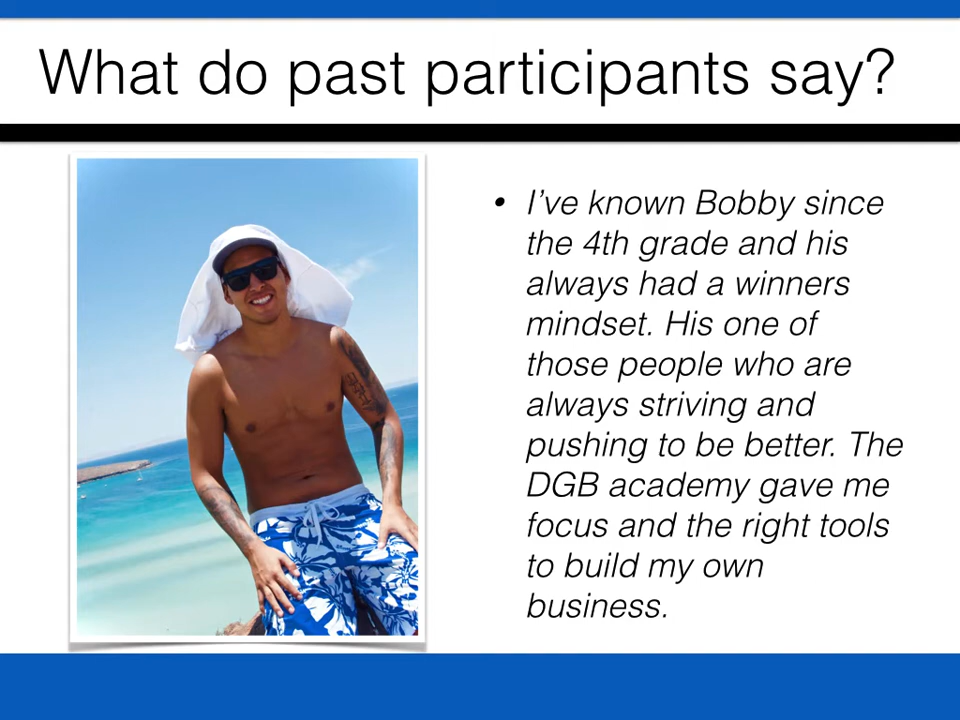 What do past participants say?
• I’ve known Bobby since
the 4th grade and his
always had a winners
mindset. His one of
those people who are
always striving and
pushing to be better. The
DGB academy gave me
focus and the right tools
to build my own
business.